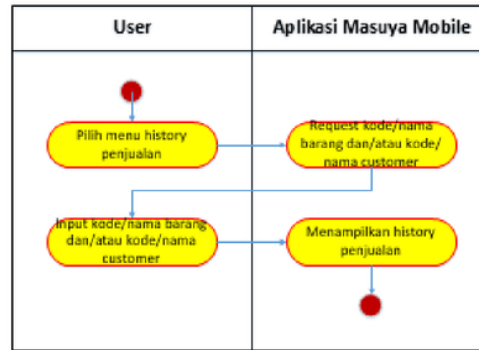 User
Aplikasi Masuya Mobile
Pilih menu history
penjualan
Request kode/nama
barang dan/atau kode/
nama customer
Input kode/nama barang
dan/atau kode/nama
customer
Menampilkan history
penjualan